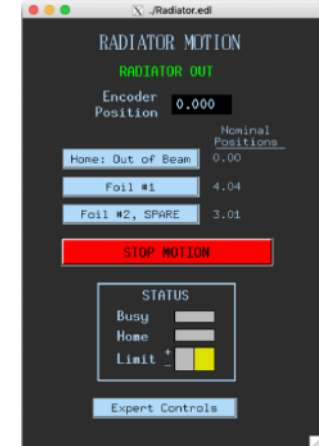 ./Radiator.edl
RADIATOR MOTION
RADIATOR OUT
Encoder
Position 0.000
Nominal
Positions
Home: Out of Beam 0.00
Foil #1 4.04
Foil #2, SPARE 3.01
STOP MOTION
STATUS
Busy
Home
Limit + -
Expert Controls